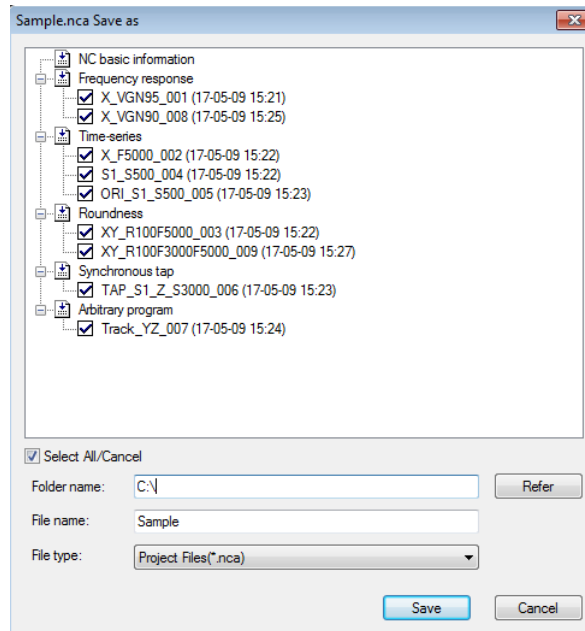 Sample.nca Save as
NC basic information
Frequency response
X_VGN95_001 (17-05-09 15:21)
X_VGN90_008 (17-05-09 15:25)
Time-series
X_F5000_002 (17-05-09 15:22)
S1_S500_004 (17-05-09 15:22)
ORI_S1_S500_005 (17-05-09 15:23)
Roundness
XY_R100F5000_003 (17-05-09 15:22)
XY_R100F3000F5000_009 (17-05-09 15:27)
Synchronous tap
TAP_S1_Z_S3000_006 (17-05-09 15:23)
Arbitrary program
Track_YZ_007 (17-05-09 15:24)
Select All/Cancel
Folder name: C:\ Refer
File name: Sample
File type: Project Files(*.nca)
Save Cancel